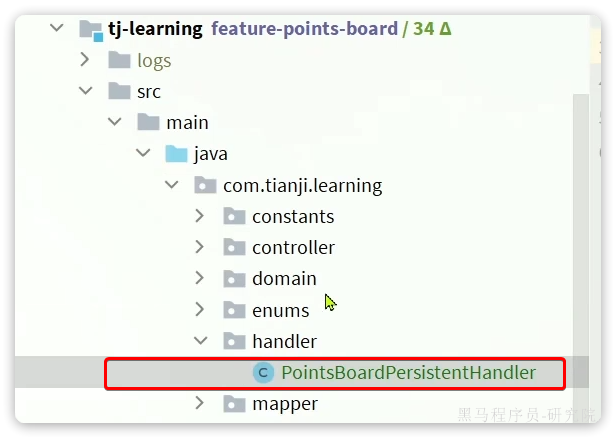 tj-learning feature-points-board / 34 Δ
logs
src
main
java
com.tianji.learning
constants
controller
domain
enums
handler
C PointsBoardPersistentHandler
mapper
黑马程序员-研究院